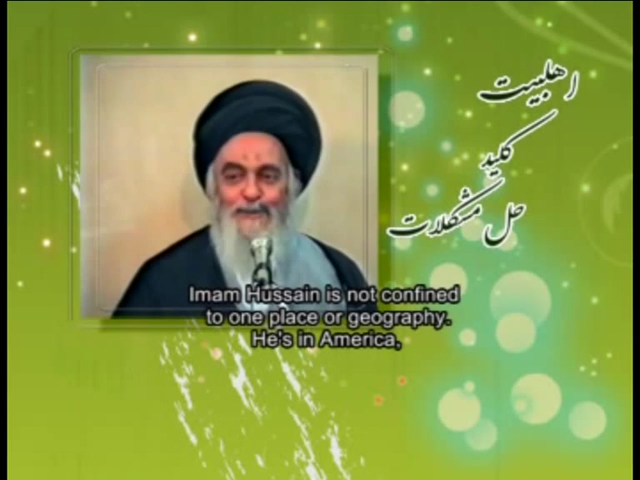 اهلبیت
کلید
حل مشکلات
Imam Hussain is not confined
to one place or geography.
He's in America,